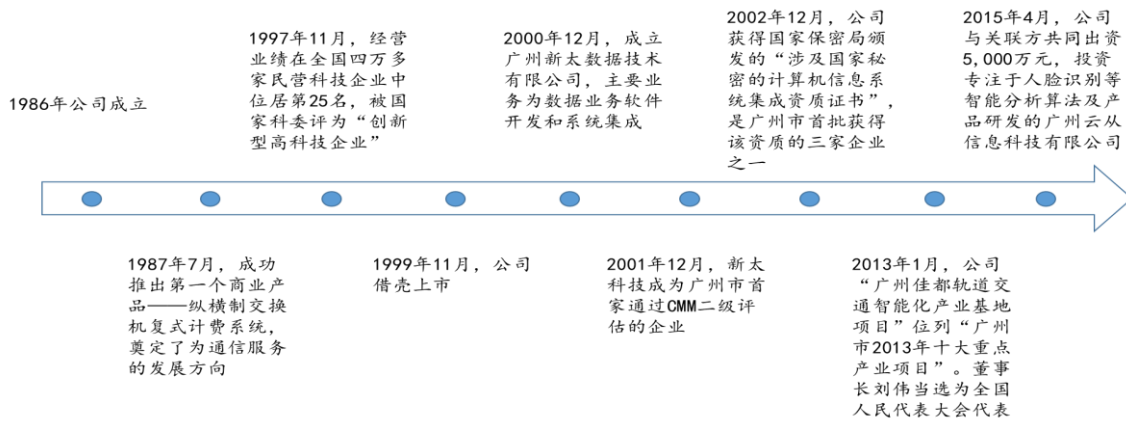 1986年公司成立
1987年7月，成功
推出第一个商业产
品——纵横制交换
机复式计费系统，
奠定了为通信服务
的发展方向
1997年11月，经营
业绩在全国四万多
家民营科技企业中
位居第25名，被国
家科委评为“创新
型高科技企业”
1999年11月，公司
借壳上市
2000年12月，成立
广州新太数据技术
有限公司，主要业
务为数据业务软件
开发和系统集成
2001年12月，新太
科技成为广州市首
家通过CMM二级评
估的企业
2002年12月，公司
获得国家保密局颁
发的“涉及国家秘
密的计算机信息系
统集成资质证书”，
是广州市首批获得
该资质的三家企业
之一
2013年1月，公司
“广州佳都轨道交
通智能化产业基地
项目”位列“广州
市2013年十大重点
产业项目”。董事
长刘伟当选为全国
人民代表大会代表
2015年4月，公司
与关联方共同出资
5,000万元，投资
专注于人脸识别等
智能分析算法及产
品研发的广州云从
信息科技有限公司